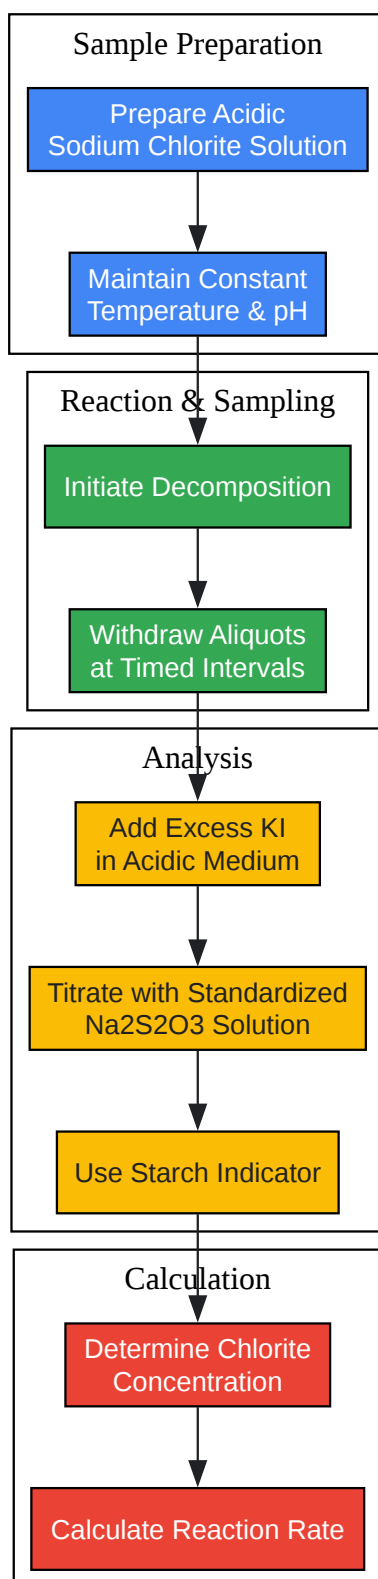 Sample Preparation
Prepare Acidic
Sodium Chlorite Solution
Maintain Constant
Temperature & pH
Reaction & Sampling
Initiate Decomposition
Withdraw Aliquots
at Timed Intervals
Analysis
Add Excess KI
in Acidic Medium
Titrate with Standardized
Na2S2O3 Solution
Use Starch Indicator
Calculation
Determine Chlorite
Concentration
Calculate Reaction Rate